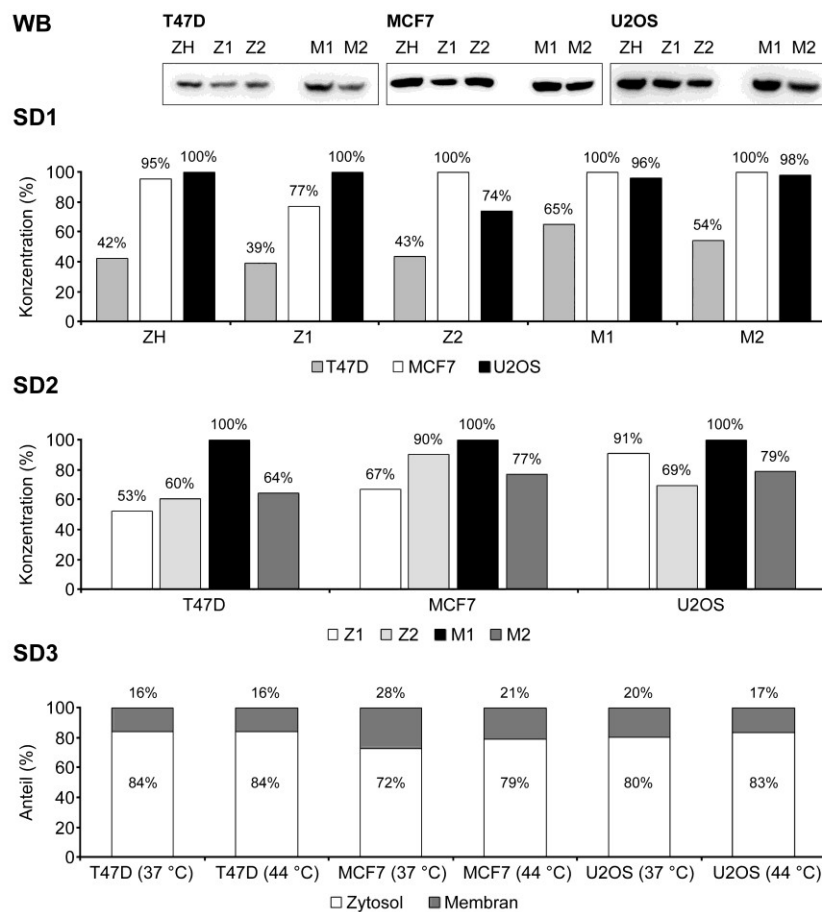 WB
T47D MCF7 U2OS
ZH Z1 Z2 M1 M2 ZH Z1 Z2 M1 M2 ZH Z1 Z2 M1 M2
SD1
Konzentration (%)
100
80
60
40
20
0
42% 95% 100%
39% 77% 100%
43% 100% 74%
65% 100% 96%
54% 100% 98%
ZH Z1 Z2 M1 M2
T47D MCF7 U2OS
SD2
Konzentration (%)
100
80
60
40
20
0
53% 60% 100% 64%
67% 90% 100% 77%
91% 69% 100% 79%
T47D MCF7 U2OS
Z1 Z2 M1 M2
SD3
Anteil (%)
100
80
60
40
20
0
16% 16% 28% 21% 20% 17%
84% 84% 72% 79% 80% 83%
T47D (37 °C) T47D (44 °C) MCF7 (37 °C) MCF7 (44 °C) U2OS (37 °C) U2OS (44 °C)
Zytosol Membran